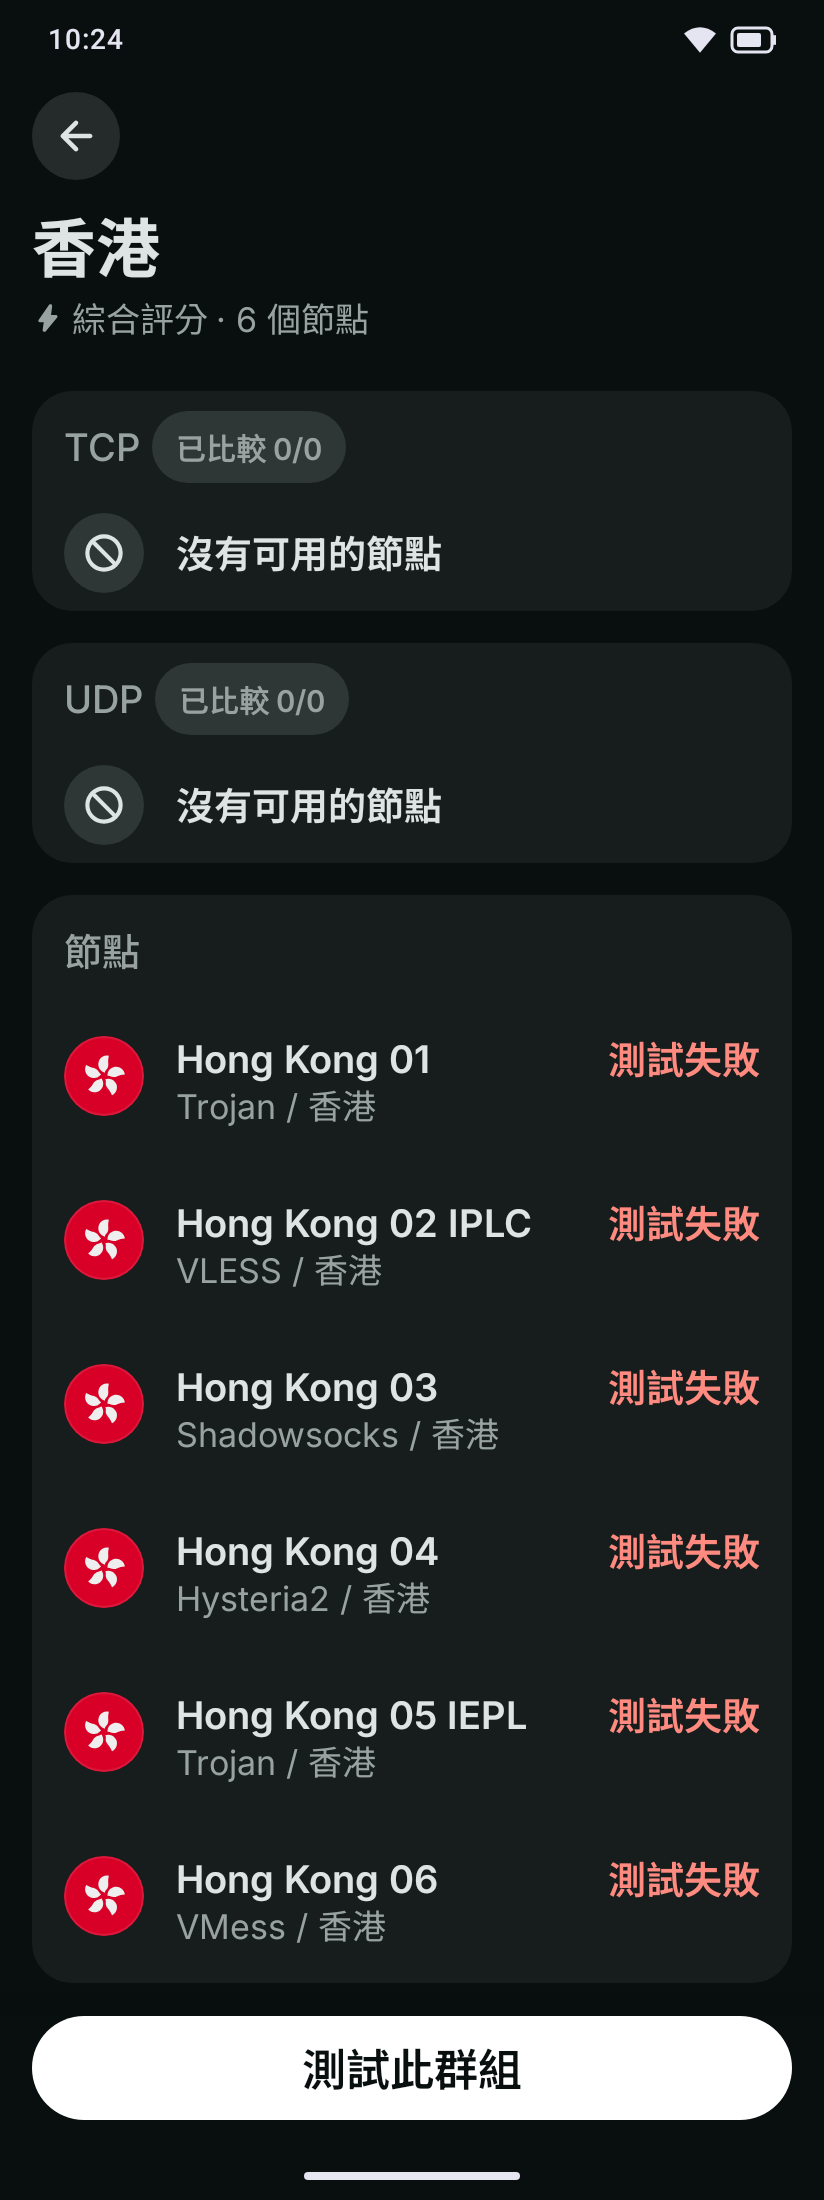 10:24
香港
綜合評分 · 6 個節點
TCP 已比較 0/0
沒有可用的節點
UDP 已比較 0/0
沒有可用的節點
節點
Hong Kong 01 測試失敗
Trojan / 香港
Hong Kong 02 IPLC 測試失敗
VLESS / 香港
Hong Kong 03 測試失敗
Shadowsocks / 香港
Hong Kong 04 測試失敗
Hysteria2 / 香港
Hong Kong 05 IEPL 測試失敗
Trojan / 香港
Hong Kong 06 測試失敗
VMess / 香港
測試此群組